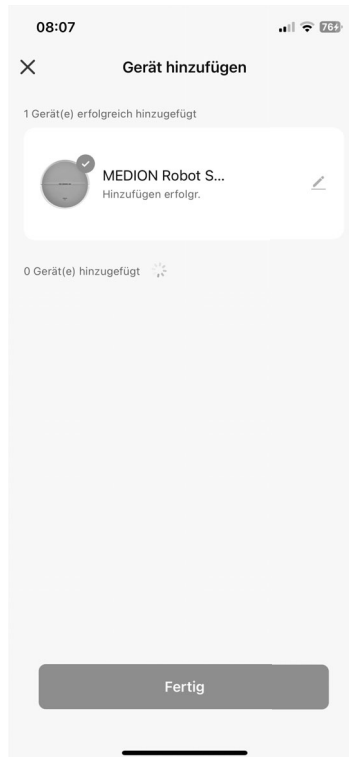 08:07
76
Gerät hinzufügen
1 Gerät(e) erfolgreich hinzugefügt
MEDION Robot S...
Hinzufügen erfolgr.
0 Gerät(e) hinzugefügt
Fertig